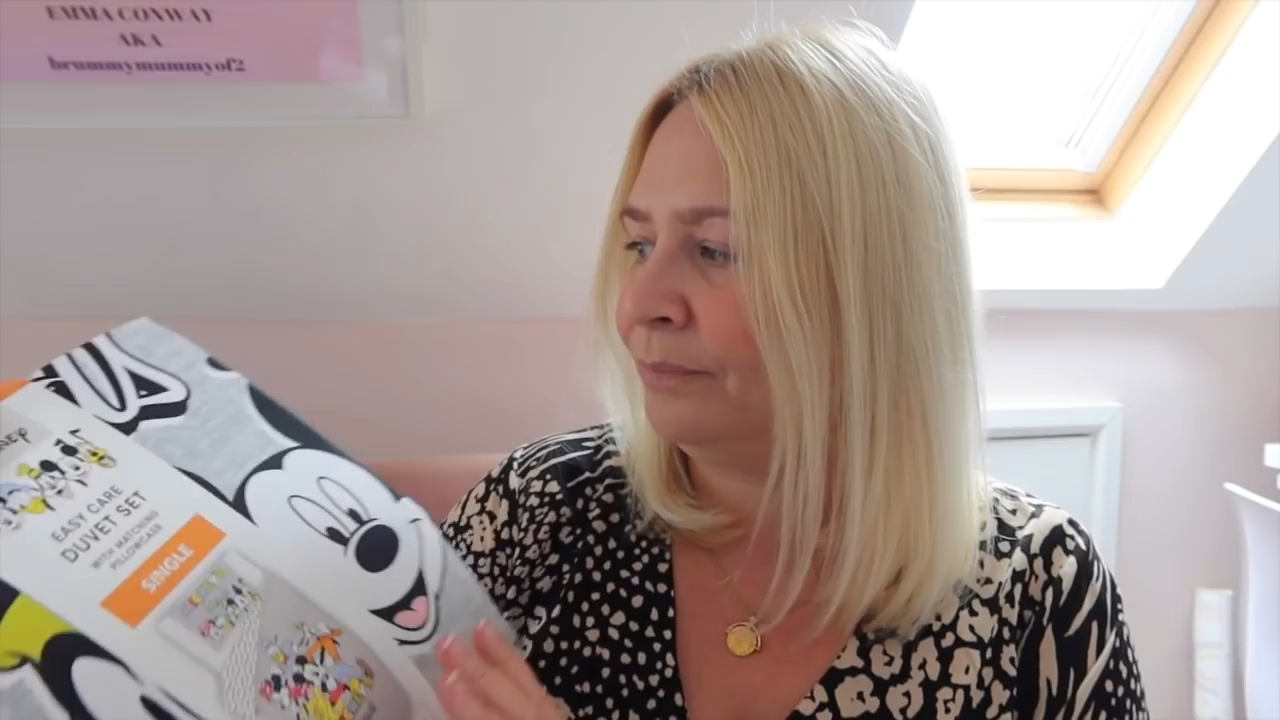 EMMA CONWAY
AKA
brummymummyof2
EASY CARE
DUVET SET
WITH MATCHING
PILLOWCASE
SINGLE